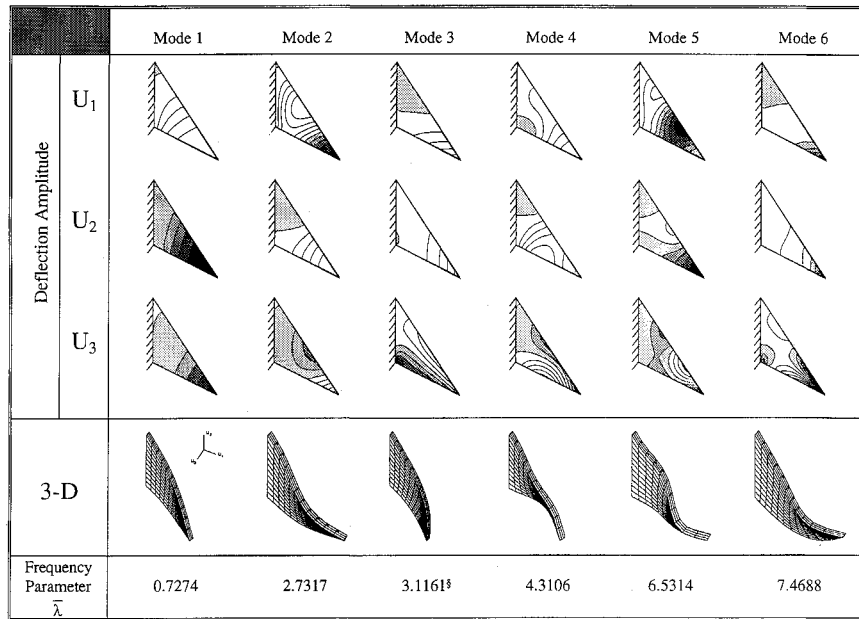 Mode 1 Mode 2 Mode 3 Mode 4 Mode 5 Mode 6
Deflection Amplitude
U₁
U₂
U₃
3-D
Frequency Parameter λ̄ 0.7274 2.7317 3.1161§ 4.3106 6.5314 7.4688